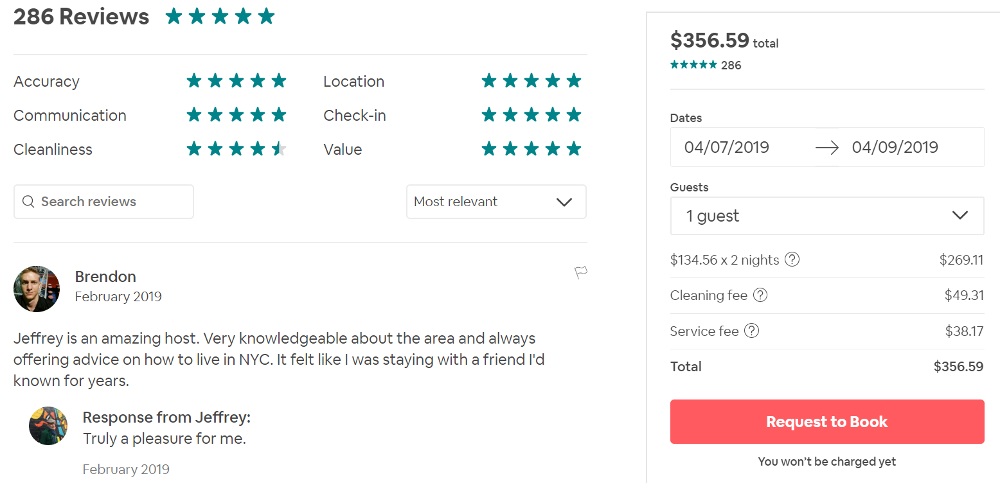 286 Reviews
Accuracy
Location
Communication
Check-in
Cleanliness
Value
Search reviews
Most relevant
Brendon
February 2019
Jeffrey is an amazing host. Very knowledgeable about the area and always
offering advice on how to live in NYC. It felt like I was staying with a friend I'd
known for years.
Response from Jeffrey:
Truly a pleasure for me.
February 2019
$356.59 total
286
Dates
04/07/2019 → 04/09/2019
Guests
1 guest
$134.56 x 2 nights ? $269.11
Cleaning fee ? $49.31
Service fee ? $38.17
Total $356.59
Request to Book
You won’t be charged yet